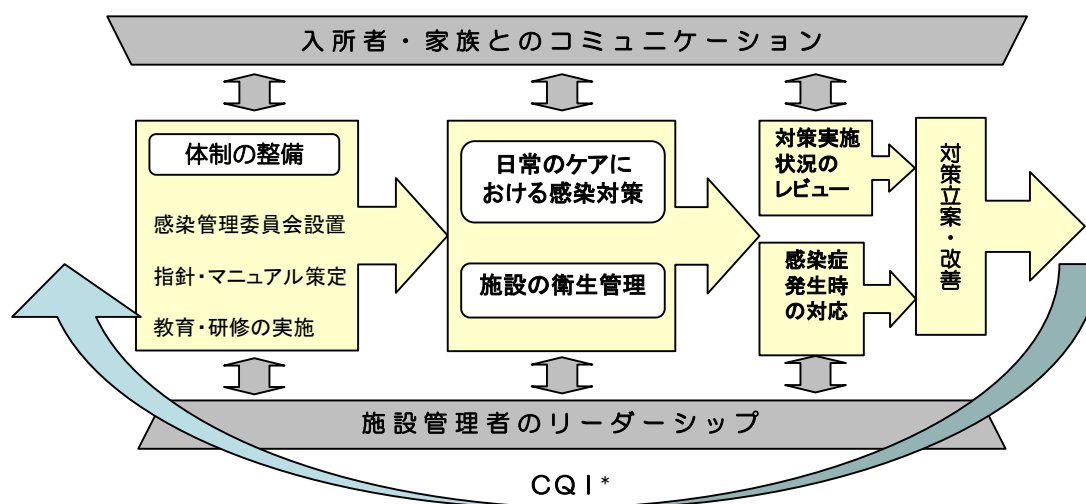 入所者・家族とのコミュニケーション
体制の整備
感染管理委員会設置
指針・マニュアル策定
教育・研修の実施
日常のケアに
おける感染対策
施設の衛生管理
対策実施
状況の
レビュー
感染症
発生時
の対応
対策立案・改善
施設管理者のリーダーシップ
CQI*